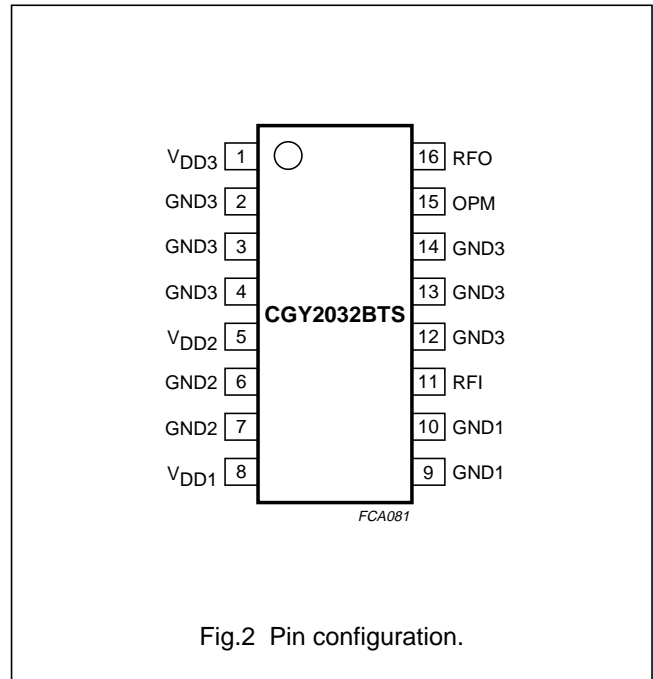 VDD3 1 16 RFO
GND3 2 15 OPM
GND3 3 14 GND3
GND3 4 13 GND3
CGY2032BTS
VDD2 5 12 GND3
GND2 6 11 RFI
GND2 7 10 GND1
VDD1 8 9 GND1
FCA081
Fig.2 Pin configuration.